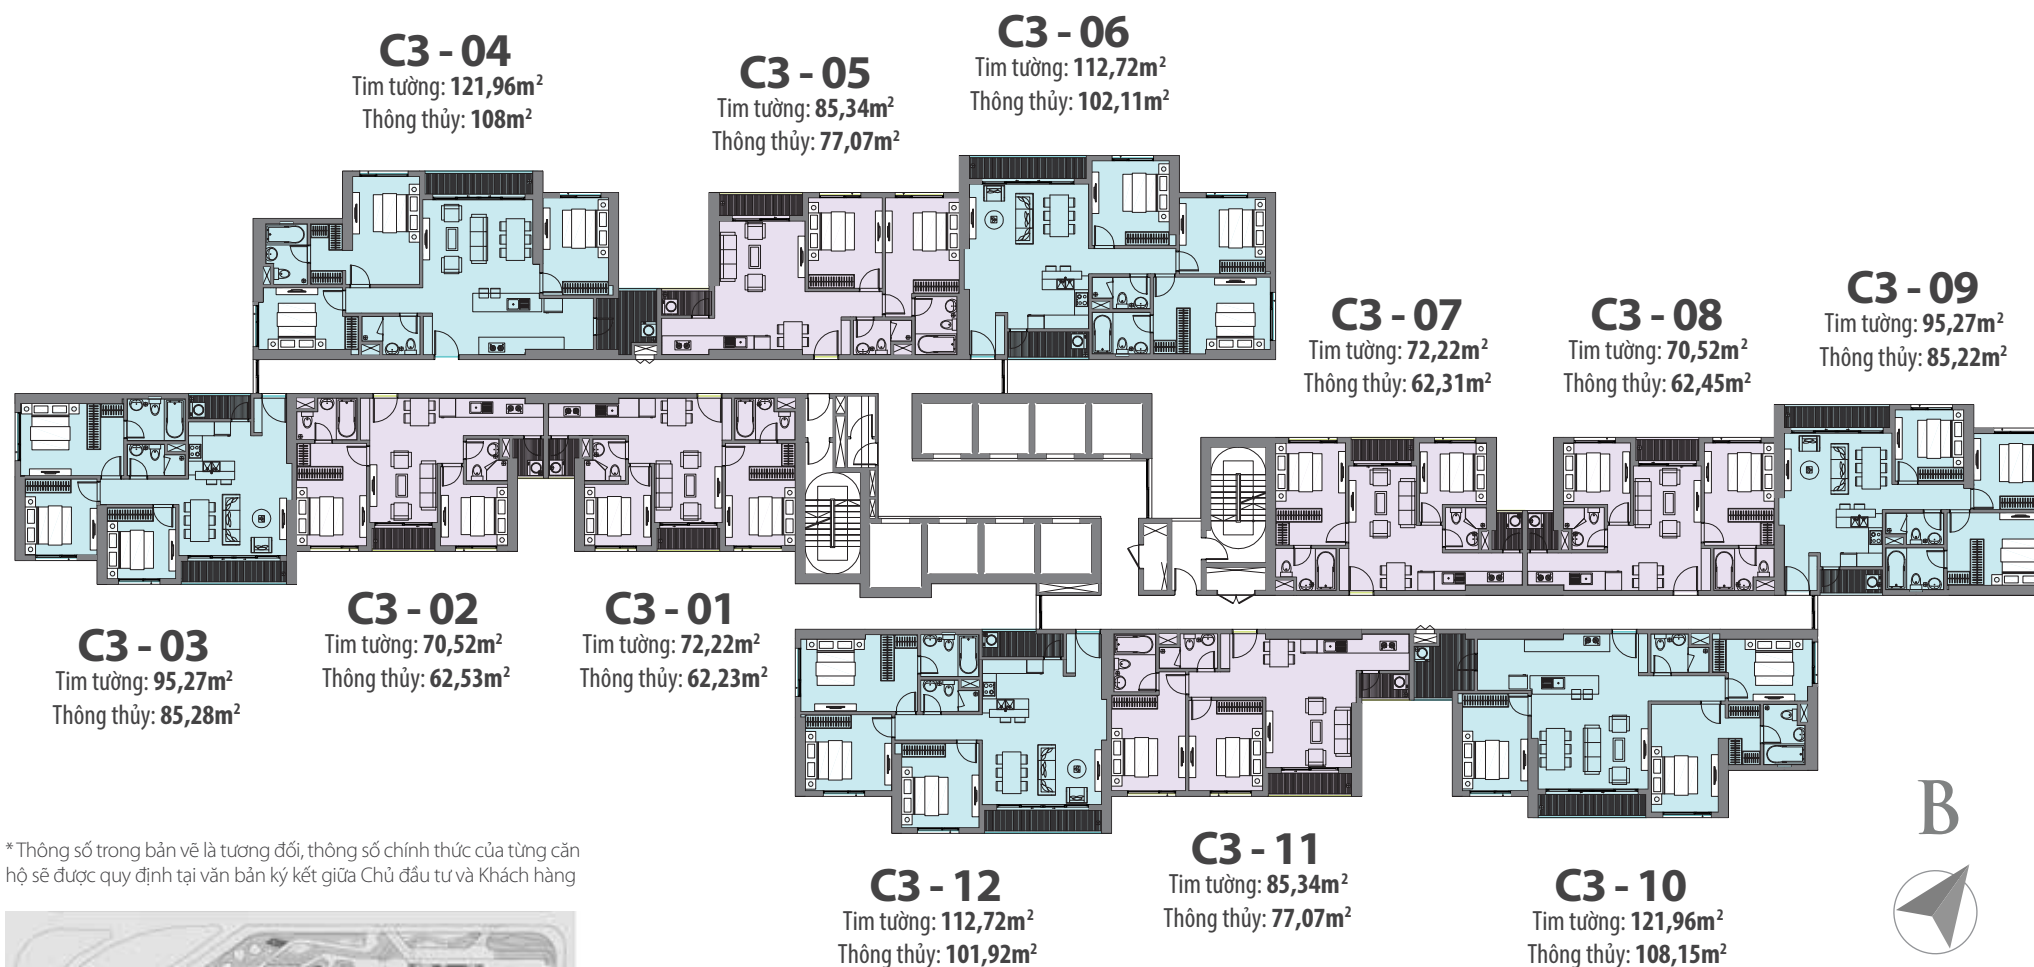 C3 - 04
Tim tường: 121,96m²
Thông thủy: 108m²
C3 - 05
Tim tường: 85,34m²
Thông thủy: 77,07m²
C3 - 06
Tim tường: 112,72m²
Thông thủy: 102,11m²
C3 - 07
Tim tường: 72,22m²
Thông thủy: 62,31m²
C3 - 08
Tim tường: 70,52m²
Thông thủy: 62,45m²
C3 - 09
Tim tường: 95,27m²
Thông thủy: 85,22m²
C3 - 03
Tim tường: 95,27m²
Thông thủy: 85,28m²
C3 - 02
Tim tường: 70,52m²
Thông thủy: 62,53m²
C3 - 01
Tim tường: 72,22m²
Thông thủy: 62,23m²
C3 - 12
Tim tường: 112,72m²
Thông thủy: 101,92m²
C3 - 11
Tim tường: 85,34m²
Thông thủy: 77,07m²
C3 - 10
Tim tường: 121,96m²
Thông thủy: 108,15m²
B
* Thông số trong bản vẽ là tương đối, thông số chính thức của từng căn
hộ sẽ được quy định tại văn bản ký kết giữa Chủ đầu tư và Khách hàng